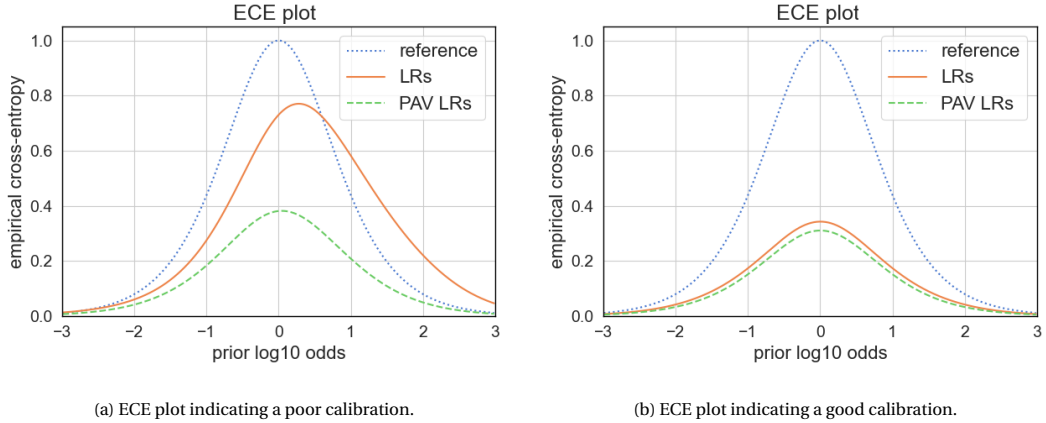 ECE plot
1.0
0.8
0.6
0.4
0.2
0.0
empirical cross-entropy
reference
LRs
PAV LRs
−3 −2 −1 0 1 2 3
prior log10 odds
(a) ECE plot indicating a poor calibration.
ECE plot
1.0
0.8
0.6
0.4
0.2
0.0
empirical cross-entropy
reference
LRs
PAV LRs
−3 −2 −1 0 1 2 3
prior log10 odds
(b) ECE plot indicating a good calibration.